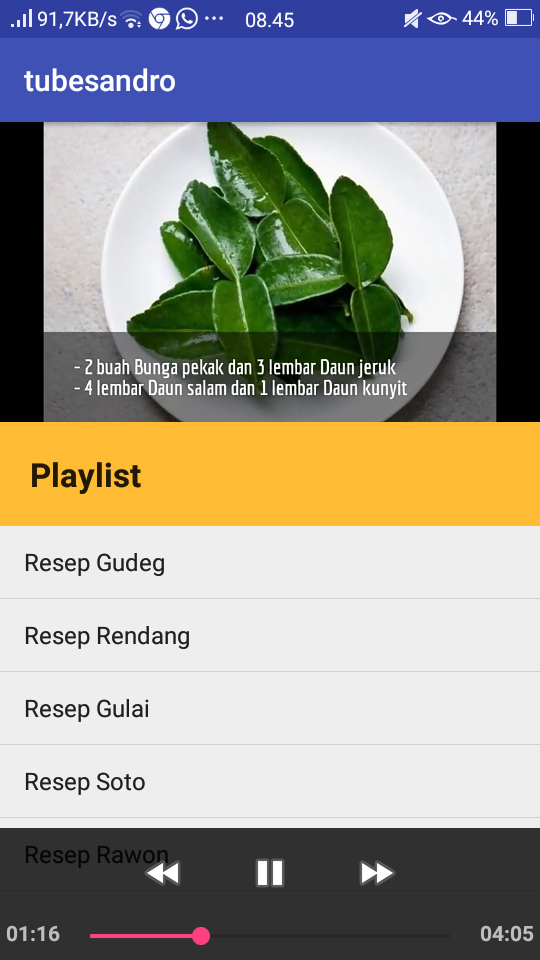 91,7KB/s ··· 08.45 44%
tubesandro
- 2 buah Bunga pekak dan 3 lembar Daun jeruk
- 4 lembar Daun salam dan 1 lembar Daun kunyit
Playlist
Resep Gudeg
Resep Rendang
Resep Gulai
Resep Soto
Resep Rawon
01:16 04:05